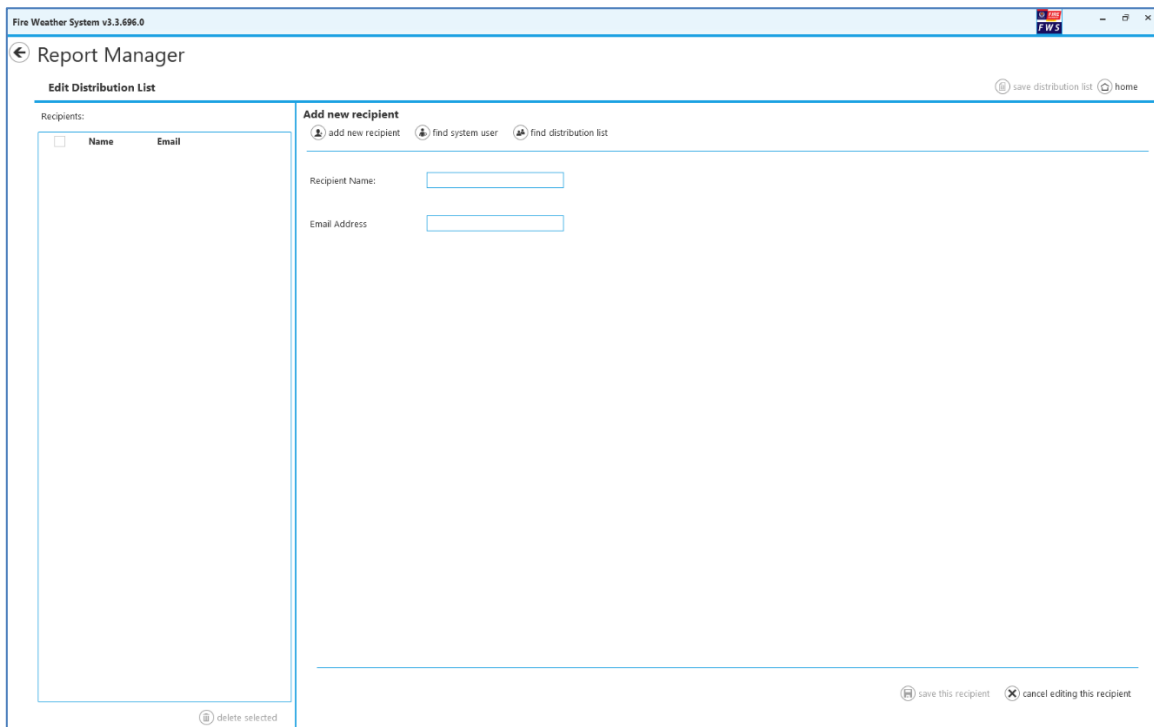 Fire Weather System v3.3.696.0
FIRE
FWS
Report Manager
Edit Distribution List
save distribution list home
Recipients:
Name Email
Add new recipient
add new recipient find system user find distribution list
Recipient Name:
Email Address
save this recipient cancel editing this recipient
delete selected